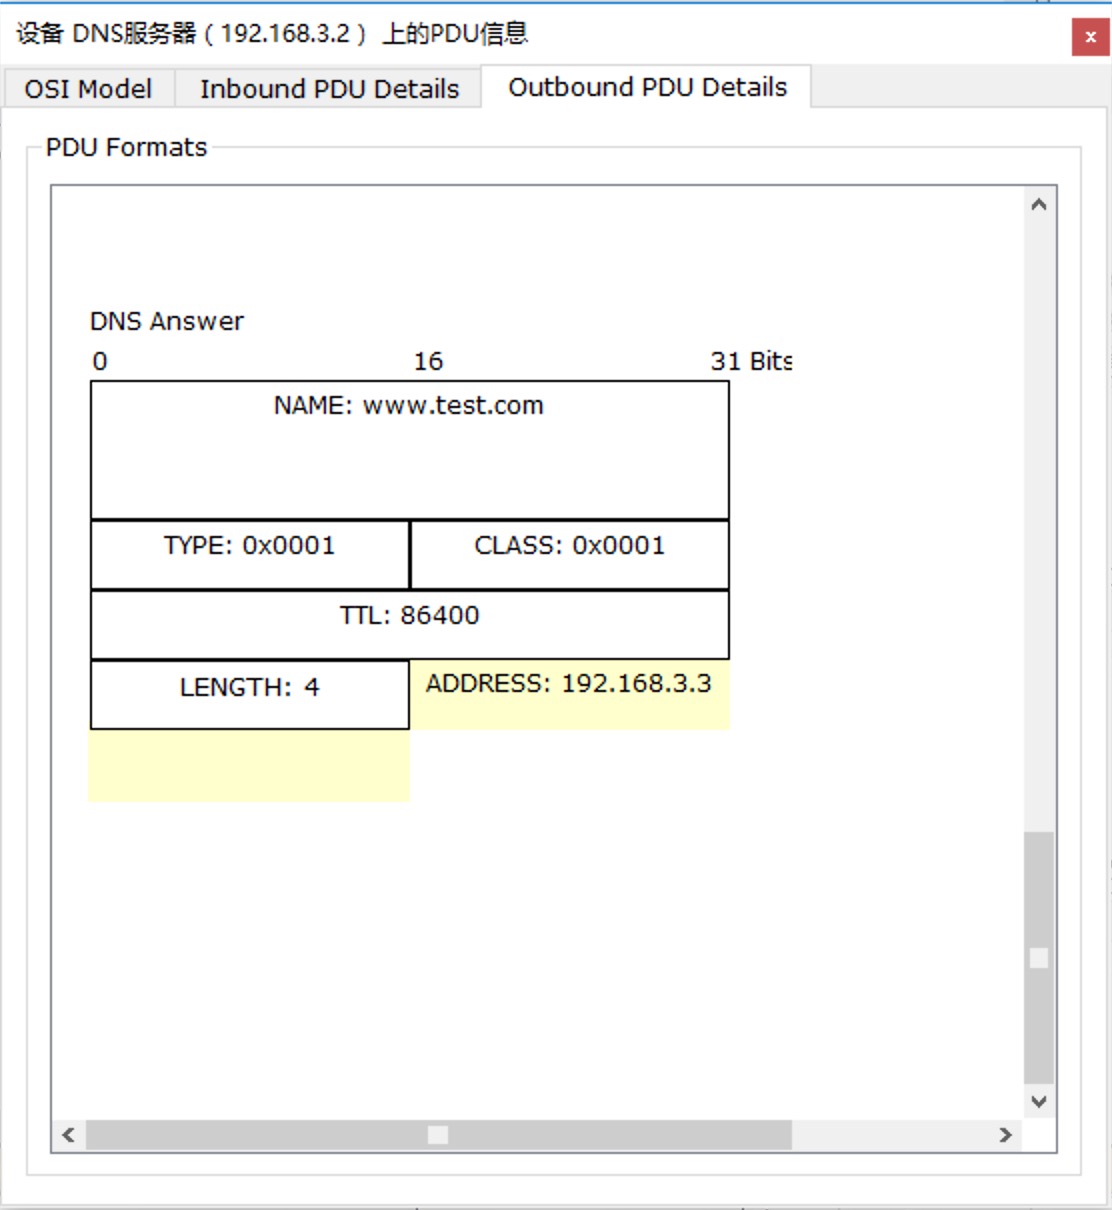 设备 DNS服务器（192.168.3.2） 上的PDU信息
x
OSI Model Inbound PDU Details Outbound PDU Details
PDU Formats
DNS Answer
0 16 31 Bits
NAME: www.test.com
TYPE: 0x0001 CLASS: 0x0001
TTL: 86400
LENGTH: 4 ADDRESS: 192.168.3.3